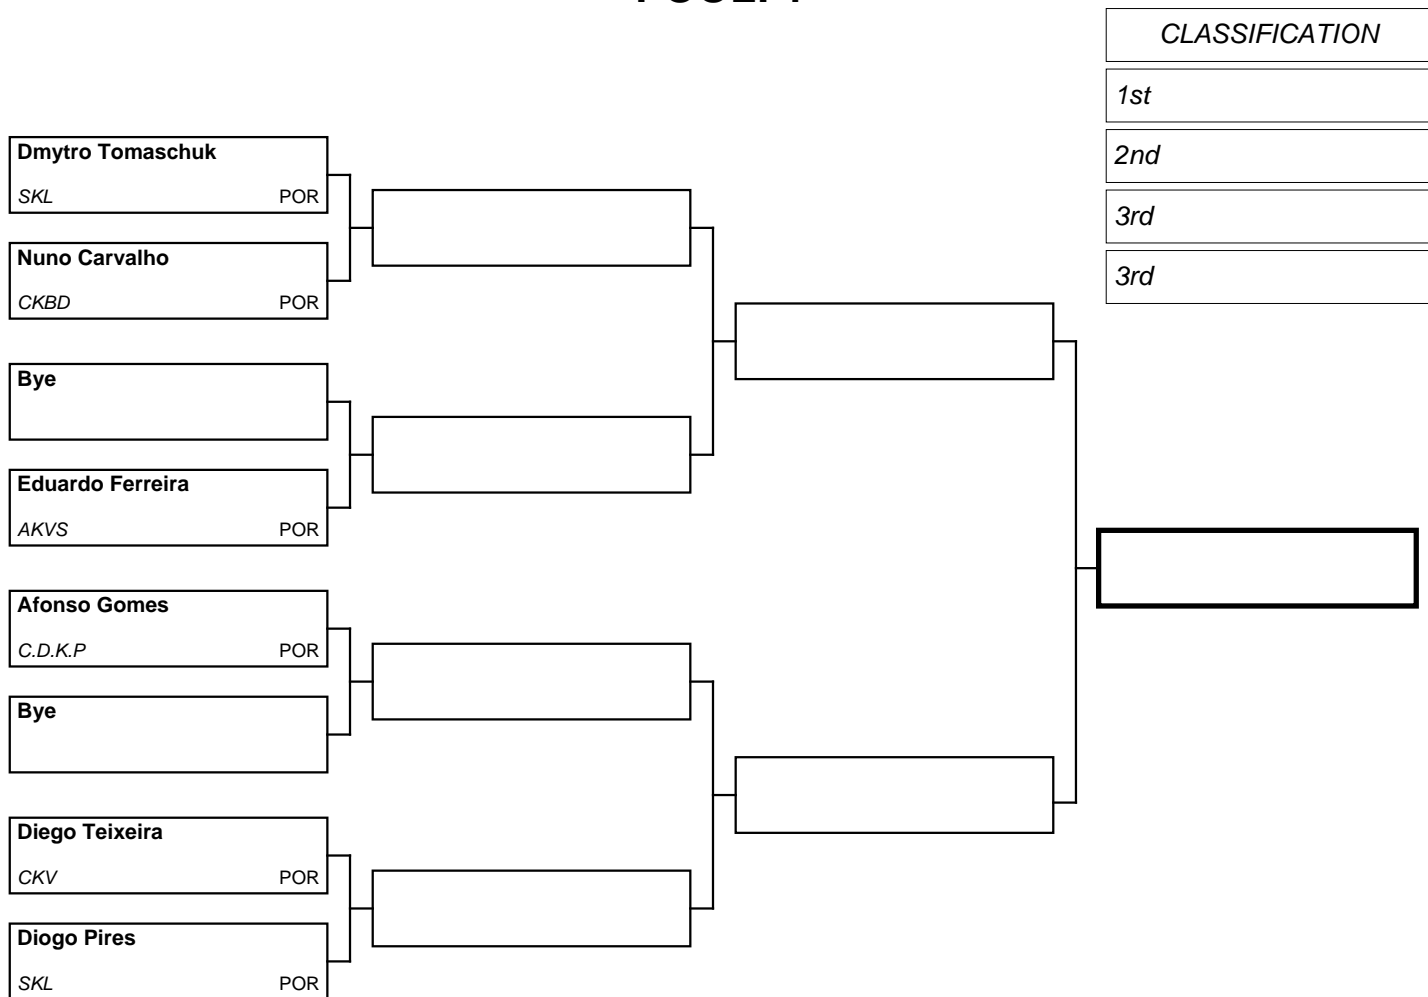 CLASSIFICATION
1st
2nd
3rd
3rd
Dmytro Tomaschuk
SKL POR
Nuno Carvalho
CKBD POR
Bye
Eduardo Ferreira
AKVS POR
Afonso Gomes
C.D.K.P POR
Bye
Diego Teixeira
CKV POR
Diogo Pires
SKL POR